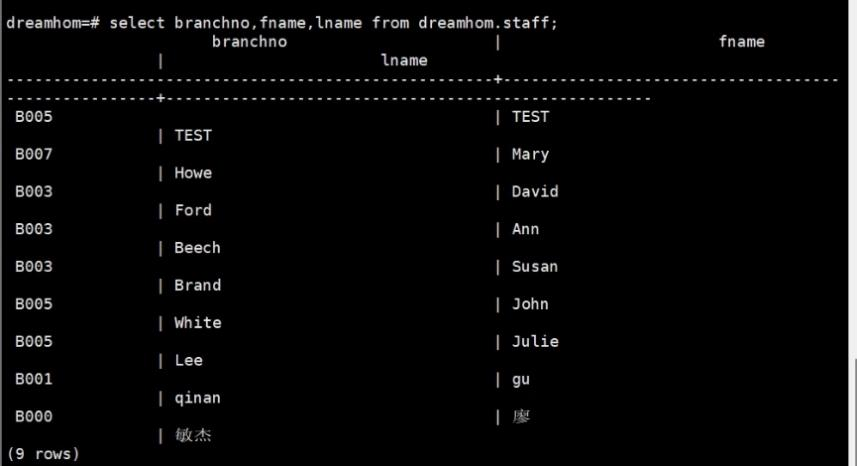 dreamhom=# select branchno,fname,lname from dreamhom.staff;
branchno | fname
| lname
----------------------------------------------------+------------------------------------
----------------+----------------------------------------------------
B005 | TEST
| TEST
B007 | Mary
| Howe
B003 | David
| Ford
B003 | Ann
| Beech
B003 | Susan
| Brand
B005 | John
| White
B005 | Julie
| Lee
B001 | gu
| qinan
B000 | 廖
| 敏杰
(9 rows)